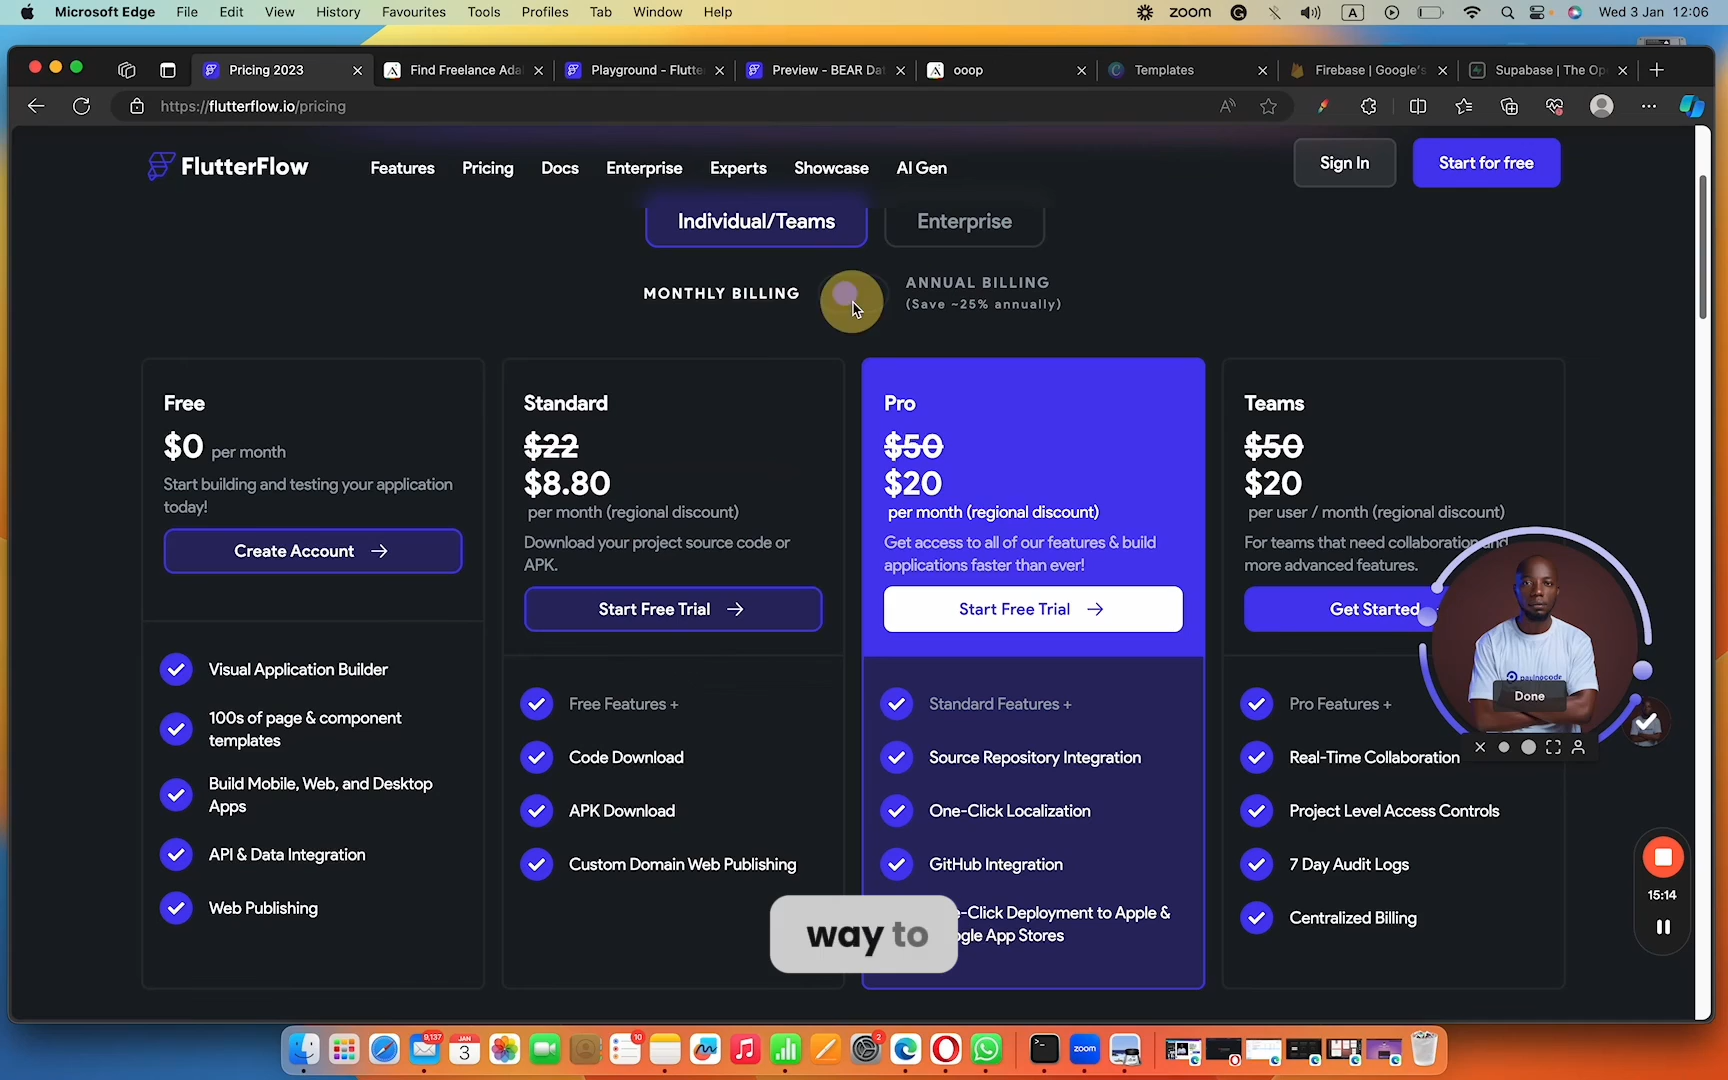 Microsoft Edge File Edit View History Favourites Tools Profiles Tab Window Help
zoom A Wed 3 Jan 12:06
Pricing 2023
Find Freelance Ada
Playground - Flutte
Preview - BEAR Dat
ooop
Templates
Firebase | Google's
Supabase | The Op
https://flutterflow.io/pricing
FlutterFlow
Features Pricing Docs Enterprise Experts Showcase AI Gen
Sign In
Start for free
Individual/Teams
Enterprise
MONTHLY BILLING
ANNUAL BILLING
(Save ~25% annually)
Free
$0 per month
Start building and testing your application
today!
Create Account →
Visual Application Builder
100s of page & component
templates
Build Mobile, Web, and Desktop
Apps
API & Data Integration
Web Publishing
Standard
$22
$8.80
per month (regional discount)
Download your project source code or
APK.
Start Free Trial →
Free Features +
Code Download
APK Download
Custom Domain Web Publishing
Pro
$50
$20
per month (regional discount)
Get access to all of our features & build
applications faster than ever!
Start Free Trial →
Standard Features +
Source Repository Integration
One-Click Localization
GitHub Integration
e-Click Deployment to Apple &
ogle App Stores
Teams
$50
$20
per user / month (regional discount)
For teams that need collaboration and
more advanced features.
Get Started
Pro Features +
Real-Time Collaboration
Project Level Access Controls
7 Day Audit Logs
Centralized Billing
paulnocodr
Done
15:14
way to
9,137
JAN
3
10
2
zoom